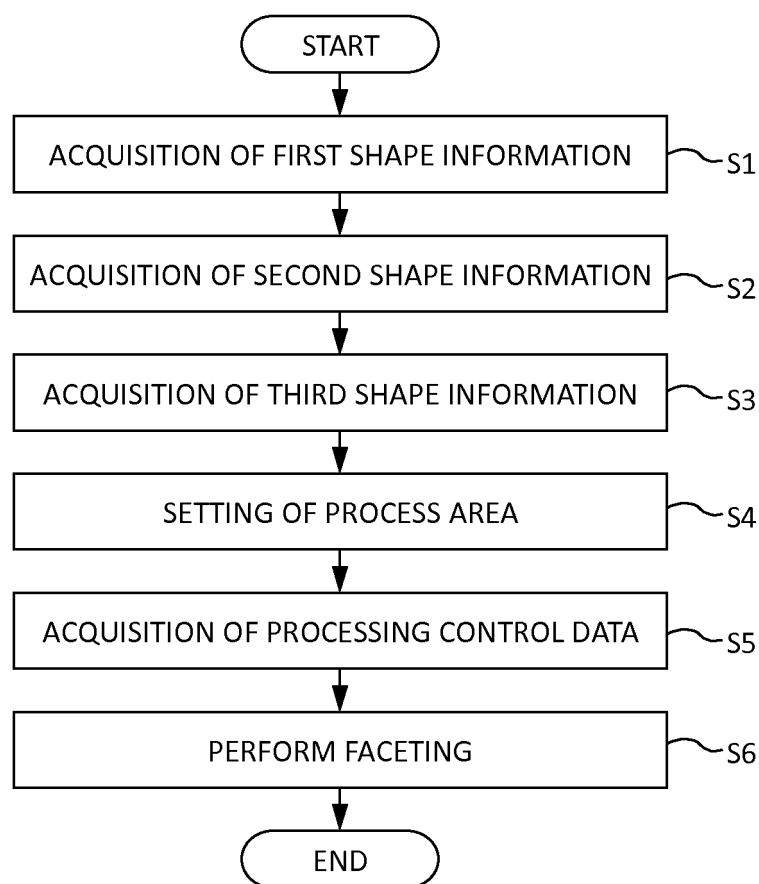 START
ACQUISITION OF FIRST SHAPE INFORMATION
S1
ACQUISITION OF SECOND SHAPE INFORMATION
S2
ACQUISITION OF THIRD SHAPE INFORMATION
S3
SETTING OF PROCESS AREA
S4
ACQUISITION OF PROCESSING CONTROL DATA
S5
PERFORM FACETING
S6
END